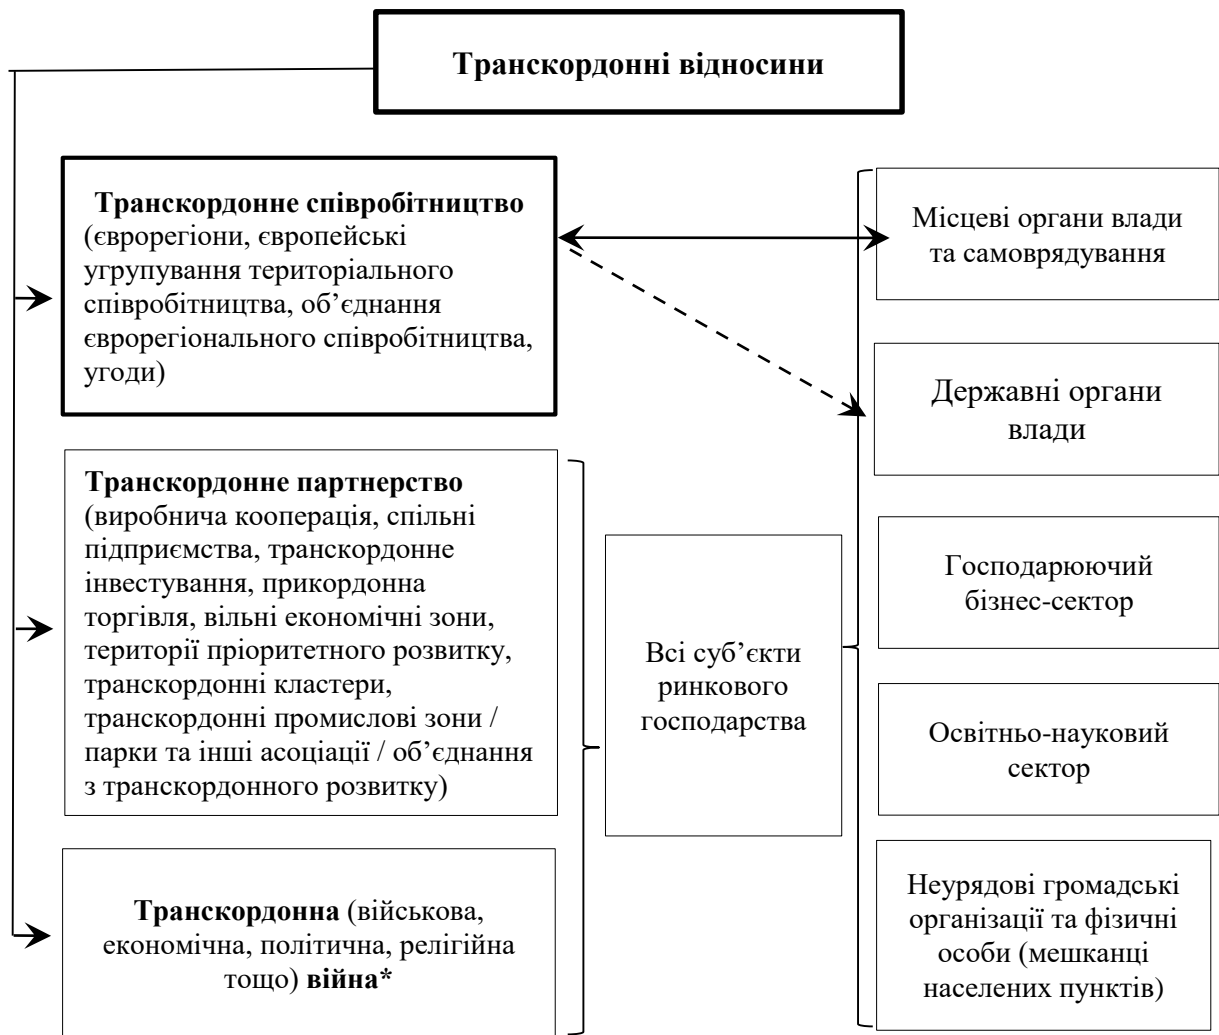 Транскордонні відносини
Транскордонне співробітництво
(єврорегіони, європейські
угрупування територіального
співробітництва, об’єднання
єврорегіонального співробітництва,
угоди)
Транскордонне партнерство
(виробнича кооперація, спільні
підприємства, транскордонне
інвестування, прикордонна
торгівля, вільні економічні зони,
території пріоритетного розвитку,
транскордонні кластери,
транскордонні промислові зони /
парки та інші асоціації / об’єднання
з транскордонного розвитку)
Транскордонна (військова,
економічна, політична, релігійна
тощо) війна*
Всі суб’єкти
ринкового
господарства
Місцеві органи влади
та самоврядування
Державні органи
влади
Господарюючий
бізнес-сектор
Освітньо-науковий
сектор
Неурядові громадські
організації та фізичні
особи (мешканці
населених пунктів)